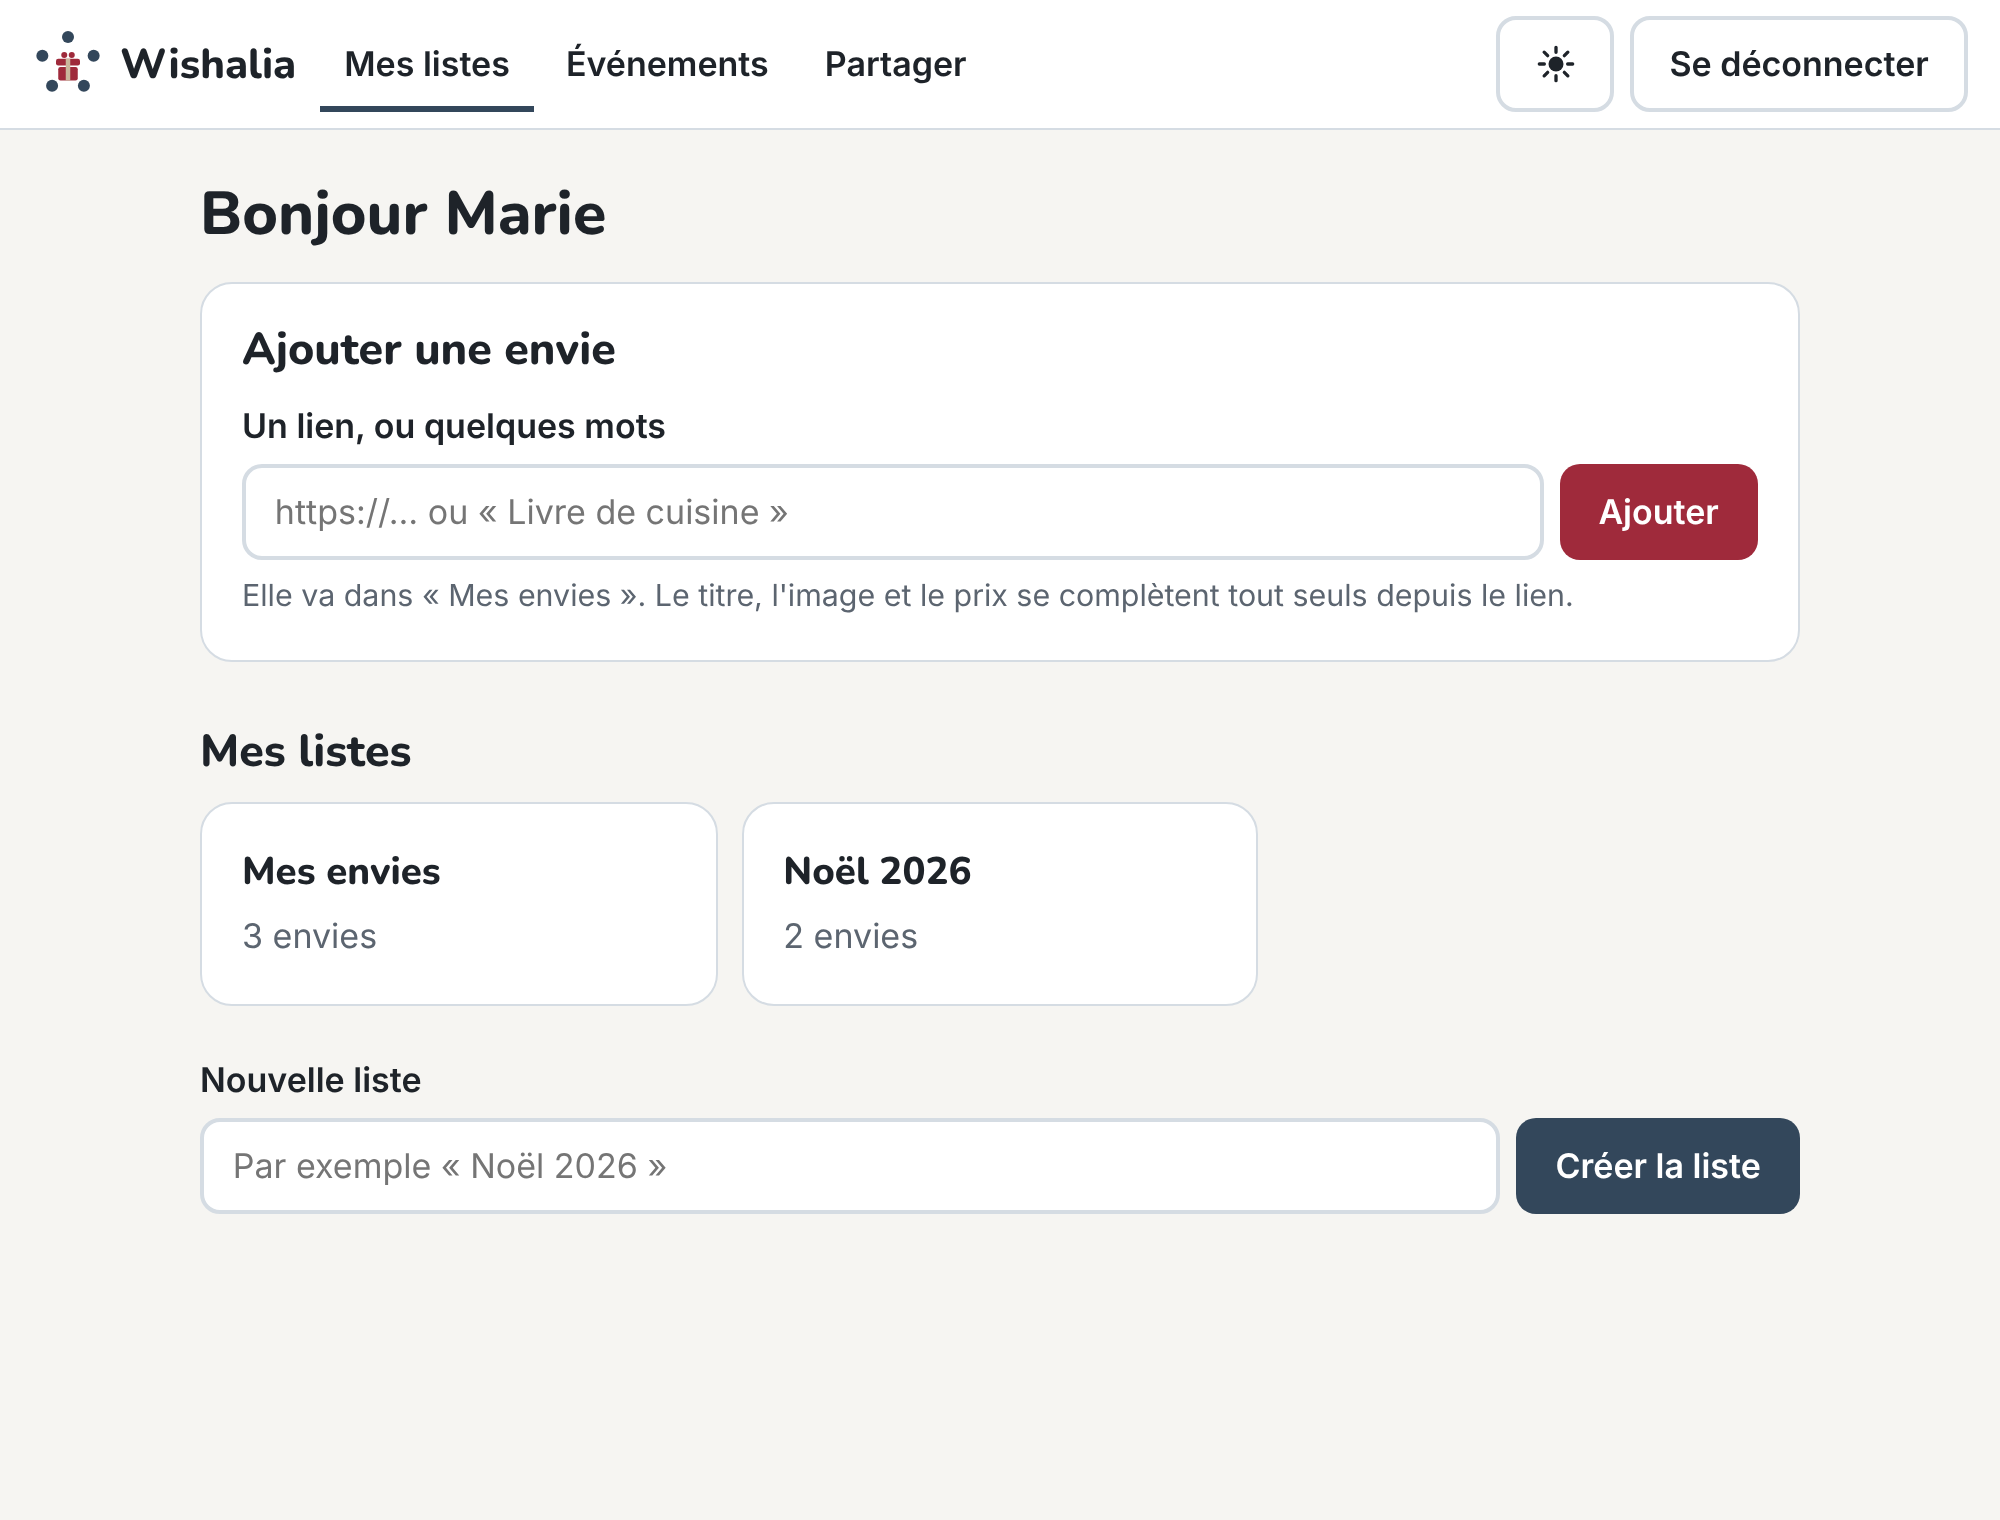 Wishalia
Mes listes
Événements
Partager
Se déconnecter
Bonjour Marie
Ajouter une envie
Un lien, ou quelques mots
https://... ou « Livre de cuisine »
Ajouter
Elle va dans « Mes envies ». Le titre, l'image et le prix se complètent tout seuls depuis le lien.
Mes listes
Mes envies
3 envies
Noël 2026
2 envies
Nouvelle liste
Par exemple « Noël 2026 »
Créer la liste